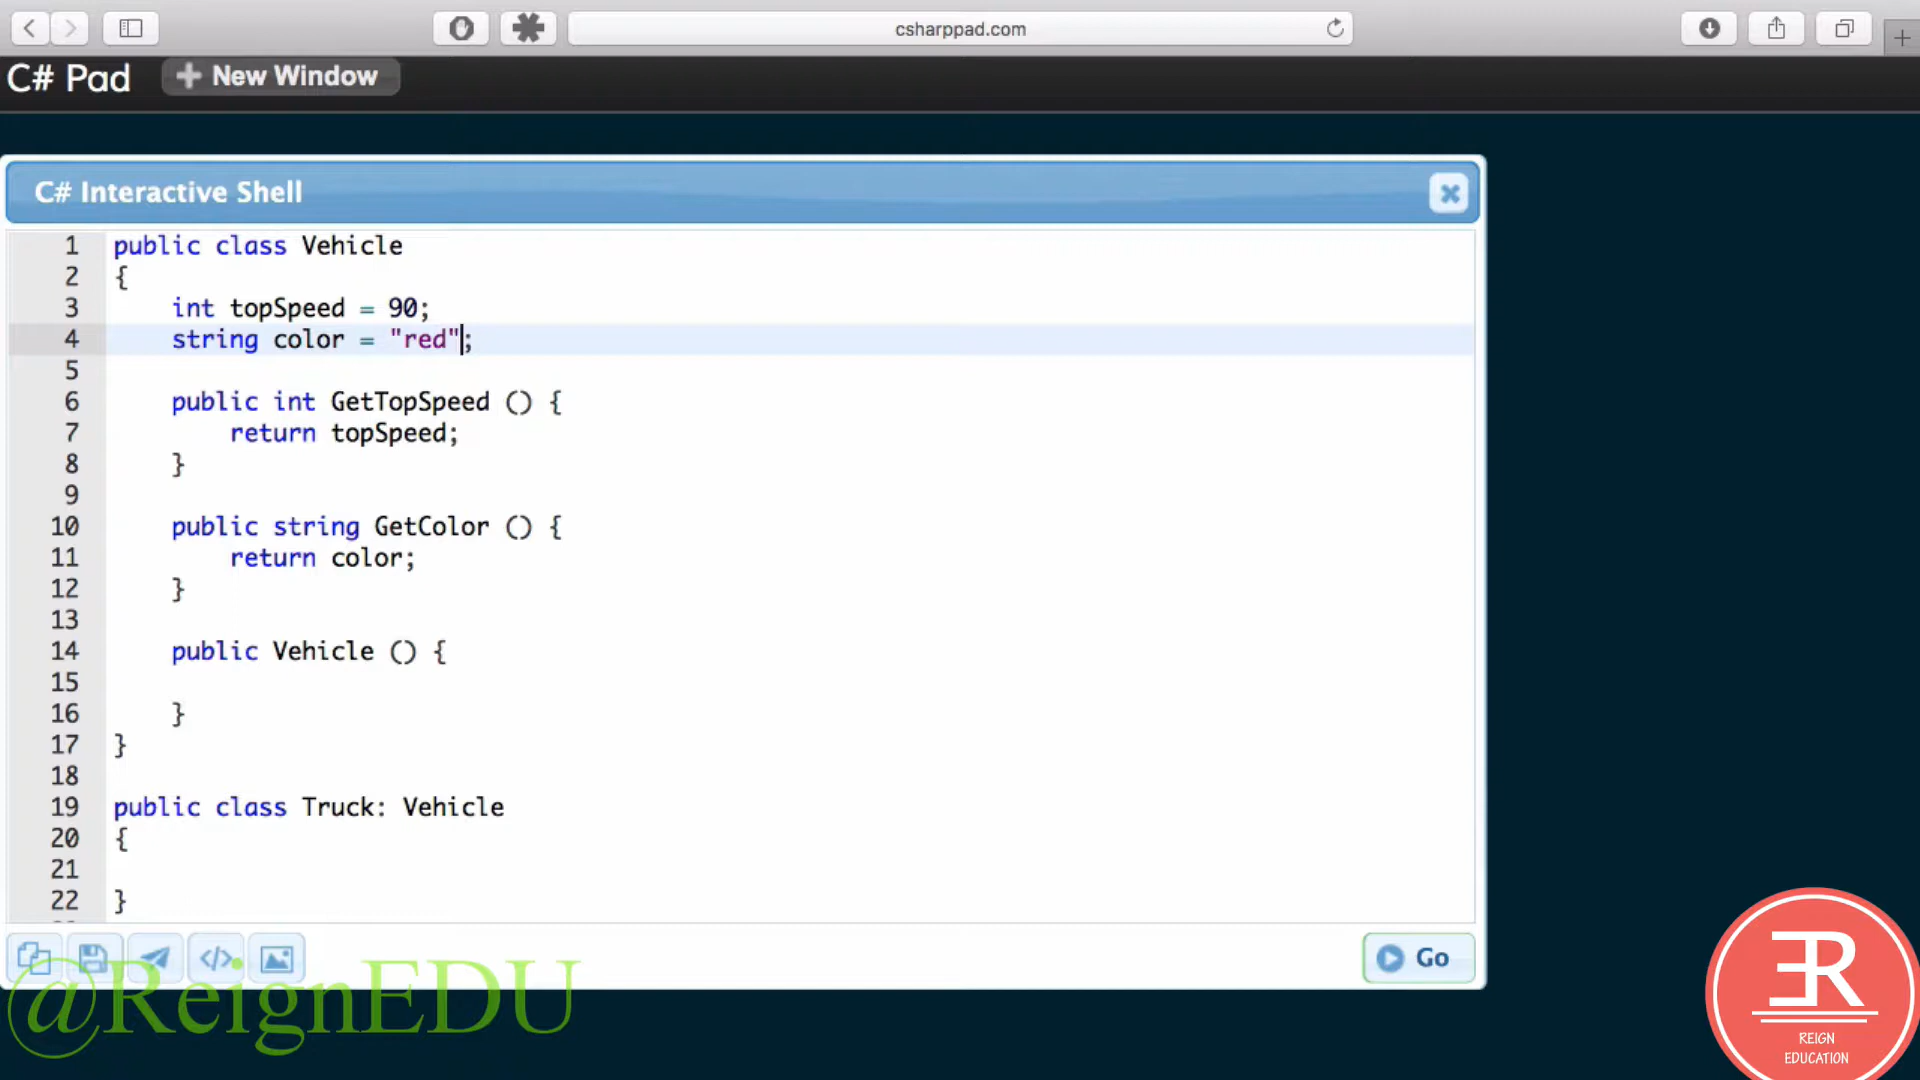 csharppad.com
C# Pad
New Window
C# Interactive Shell
1 public class Vehicle
2 {
3 int topSpeed = 90;
4 string color = "red";
5
6 public int GetTopSpeed () {
7 return topSpeed;
8 }
9
10 public string GetColor () {
11 return color;
12 }
13
14 public Vehicle () {
15
16 }
17 }
18
19 public class Truck: Vehicle
20 {
21
22 }
Go
@ReignEDU
ER
REIGN
EDUCATION